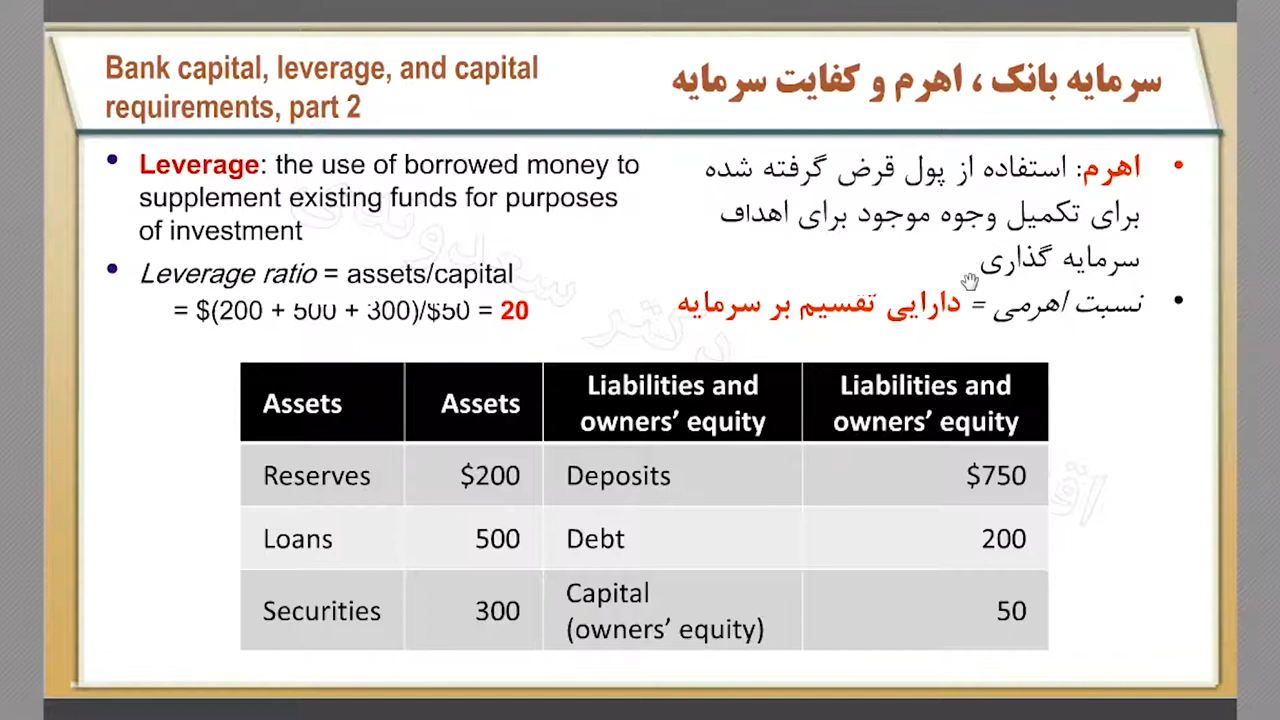 Bank capital, leverage, and capital
requirements, part 2
سرمایه بانک ، اهرم و کفایت سرمایه
• Leverage: the use of borrowed money to
supplement existing funds for purposes
of investment
• Leverage ratio = assets/capital
= $(200 + 500 + 300)/$50 = 20
• اهرم: استفاده از پول قرض گرفته شده
برای تکمیل وجوه موجود برای اهداف
سرمایه گذاری
• نسبت اهرمی = دارایی تقسیم بر سرمایه
دکتر سعدوندی
Assets Assets Liabilities and owners’ equity Liabilities and owners’ equity
Reserves $200 Deposits $750
Loans 500 Debt 200
Securities 300 Capital (owners’ equity) 50